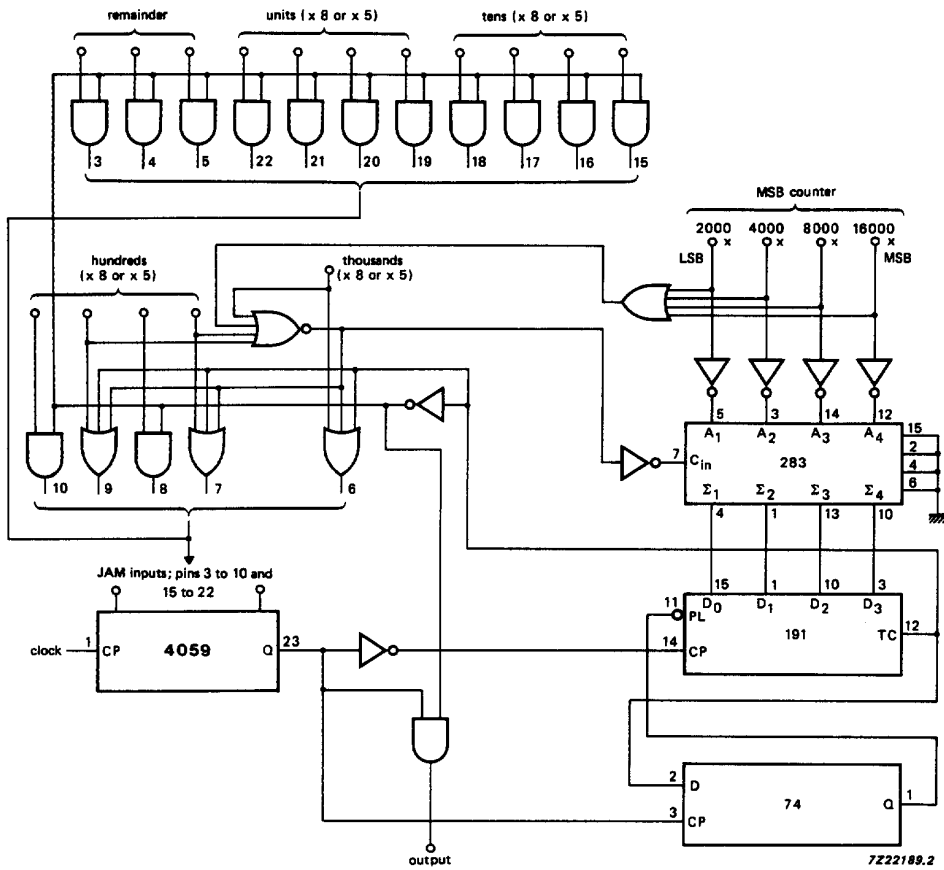 remainder
units (x 8 or x 5)
tens (x 8 or x 5)
3
4
5
22
21
20
19
18
17
16
15
MSB counter
2000 x
4000 x
8000 x
16000 x
LSB
MSB
hundreds
(x 8 or x 5)
thousands
(x 8 or x 5)
10
9
8
7
6
5
3
14
12
A1
A2
A3
A4
7
Cin
283
15
2
4
6
Σ1
Σ2
Σ3
Σ4
4
1
13
10
JAM inputs; pins 3 to 10 and
15 to 22
15
1
10
3
11
PL
D0
D1
D2
D3
191
TC
12
14
CP
clock
1
CP
4059
Q
23
2
D
74
Q
1
3
CP
output
7Z22189.2